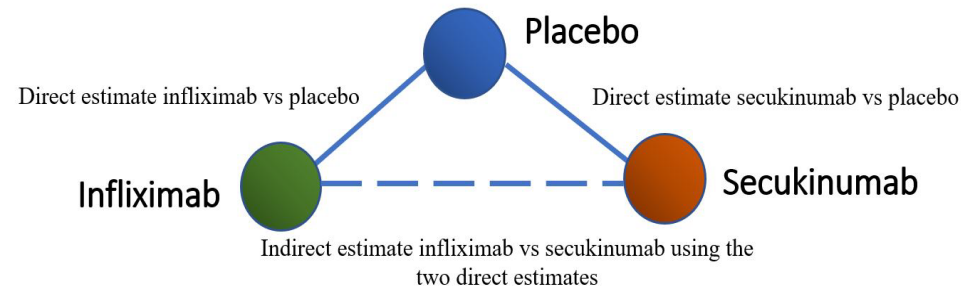 Placebo
Direct estimate infliximab vs placebo
Direct estimate secukinumab vs placebo
Infliximab
Secukinumab
Indirect estimate infliximab vs secukinumab using the
two direct estimates